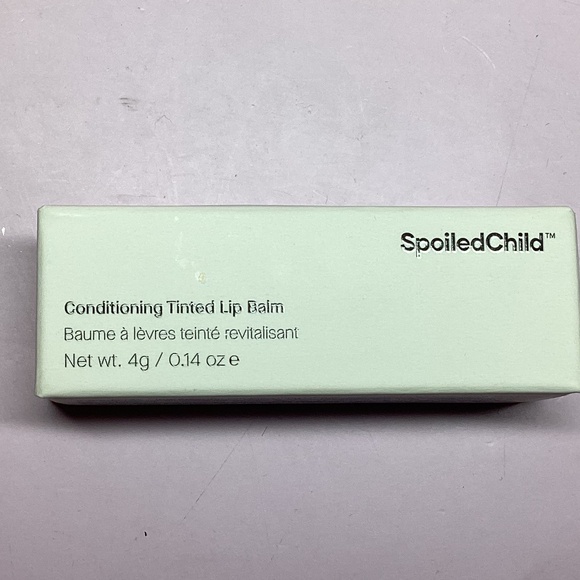 SpoiledChild™
Conditioning Tinted Lip Balm
Baume à lèvres teinté revitalisant
Net wt. 4g / 0.14 oz e